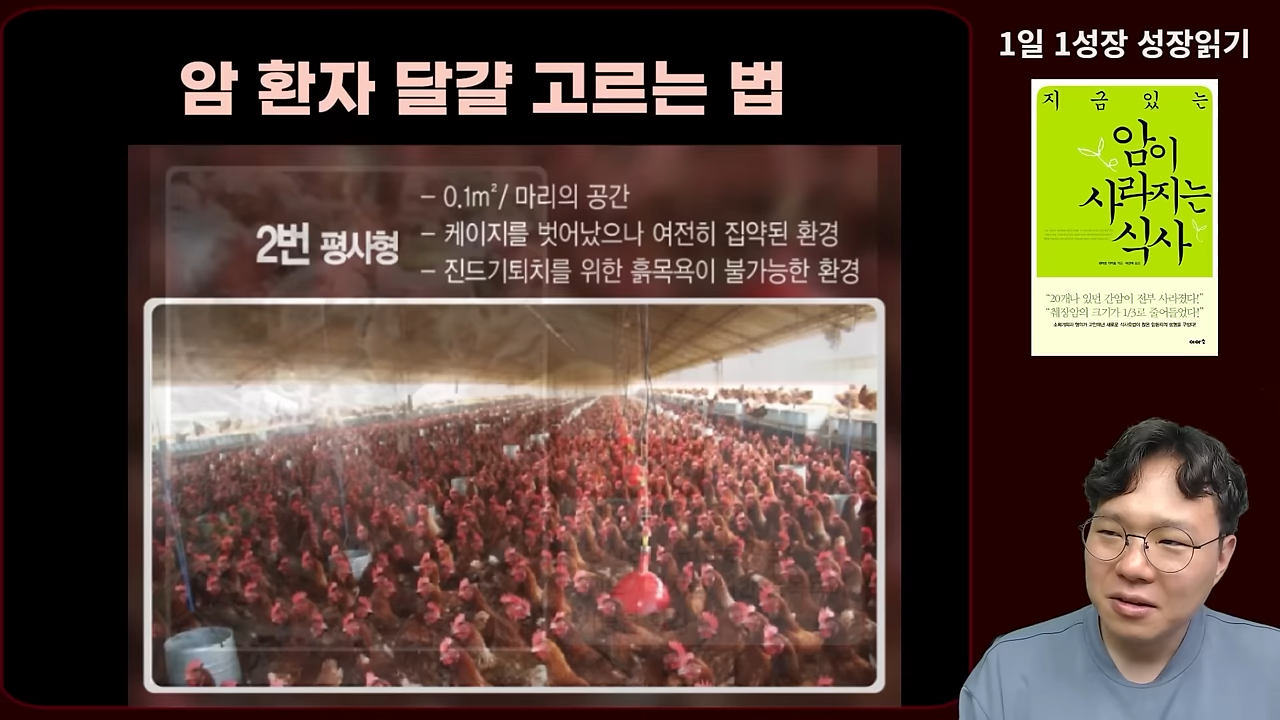 암 환자 달걀 고르는 법
2번 평사형
- 0.1m²/ 마리의 공간
- 케이지를 벗어났으나 여전히 집약된 환경
- 진드기퇴치를 위한 흙목욕이 불가능한 환경
1일 1성장 성장읽기
지금있는
암이
사라지는
식사
"20개나 있던 간암이 전부 사라졌다!"
"췌장암의 크기가 1/3로 줄어들었다!"